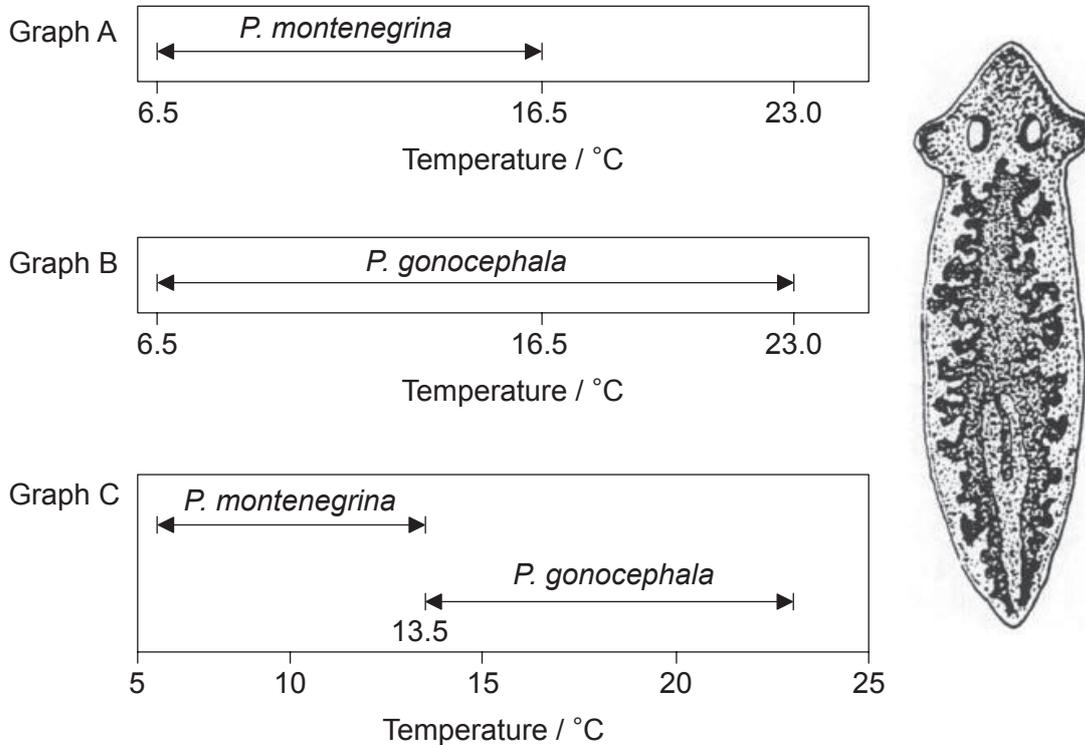 Graph A
P. montenegrina
6.5 16.5 23.0
Temperature / °C
Graph B
P. gonocephala
6.5 16.5 23.0
Temperature / °C
Graph C
P. montenegrina
P. gonocephala
13.5
5 10 15 20 25
Temperature / °C